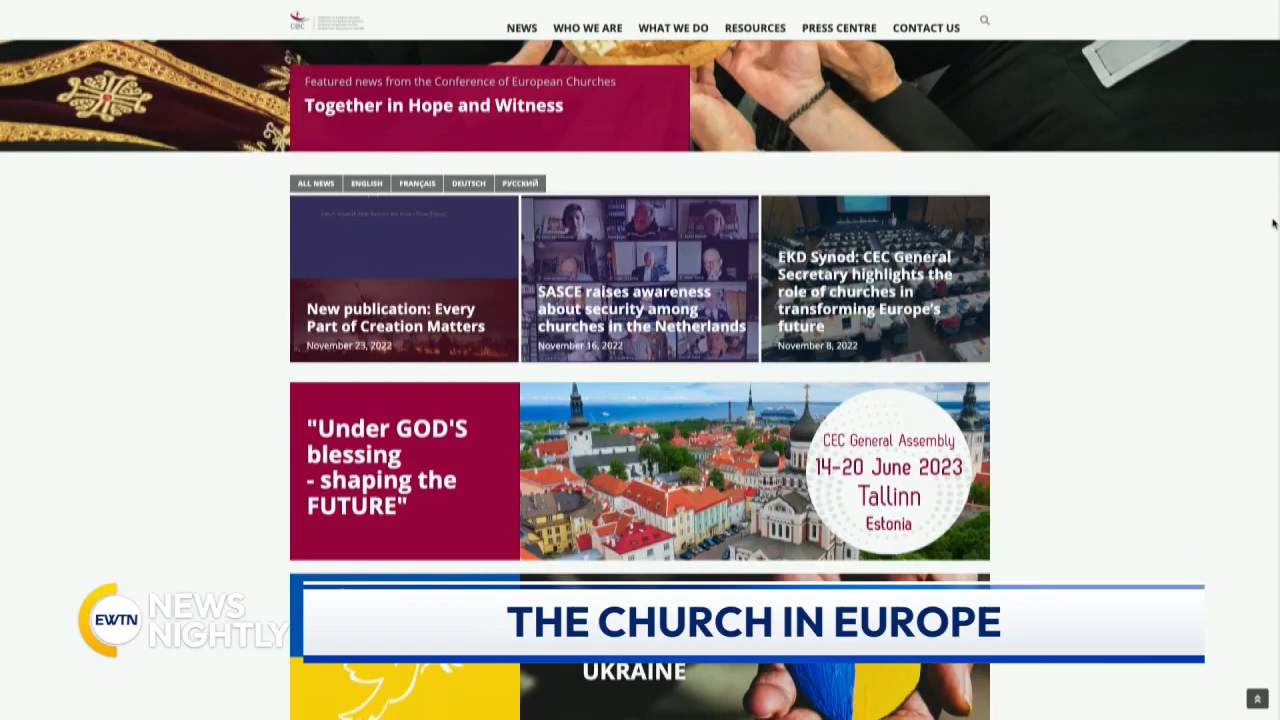 CEC
NEWS
WHO WE ARE
WHAT WE DO
RESOURCES
PRESS CENTRE
CONTACT US
Featured news from the Conference of European Churches
Together in Hope and Witness
ALL NEWS
ENGLISH
FRANÇAIS
DEUTSCH
РУССКИЙ
New publication: Every
Part of Creation Matters
November 23, 2022
SASCE raises awareness
about security among
churches in the Netherlands
November 16, 2022
EKD Synod: CEC General
Secretary highlights the
role of churches in
transforming Europe's
future
November 8, 2022
"Under GOD'S
blessing
- shaping the
FUTURE"
CEC General Assembly
14-20 June 2023
Tallinn
Estonia
EWTN
NEWS
NIGHTLY
THE CHURCH IN EUROPE
UKRAINE